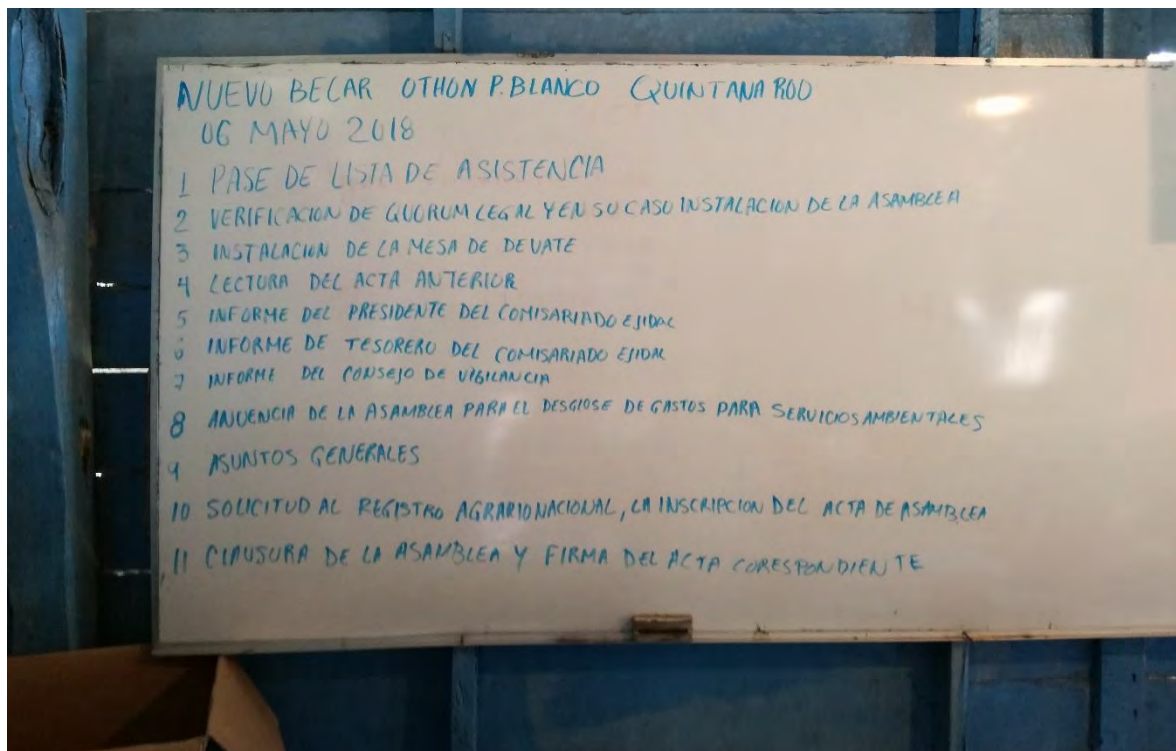 NUEVO BECAR OTHON P. BLANCO QUINTANA ROO
06 MAYO 2018
1 PASE DE LISTA DE ASISTENCIA
2 VERIFICACION DE QUORUM LEGAL Y EN SU CASO INSTALACION DE LA ASAMBLEA
3 INSTALACION DE LA MESA DE DEVATE
4 LECTURA DEL ACTA ANTERIOR
5 INFORME DEL PRESIDENTE DEL COMISARIADO EJIDAL
6 INFORME DE TESORERO DEL COMISARIADO EJIDAL
7 INFORME DEL CONSEJO DE VIGILANCIA
8 ANUENCIA DE LA ASAMBLEA PARA EL DESGLOSE DE GASTOS PARA SERVICIOS AMBIENTALES
9 ASUNTOS GENERALES
10 SOLICITUD AL REGISTRO AGRARIO NACIONAL, LA INSCRIPCION DEL ACTA DE ASAMBLEA
11 CLAUSURA DE LA ASAMBLEA Y FIRMA DEL ACTA CORESPONDIENTE